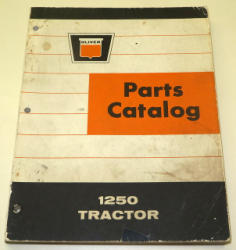 OLIVER
Parts
Catalog
1250
TRACTOR